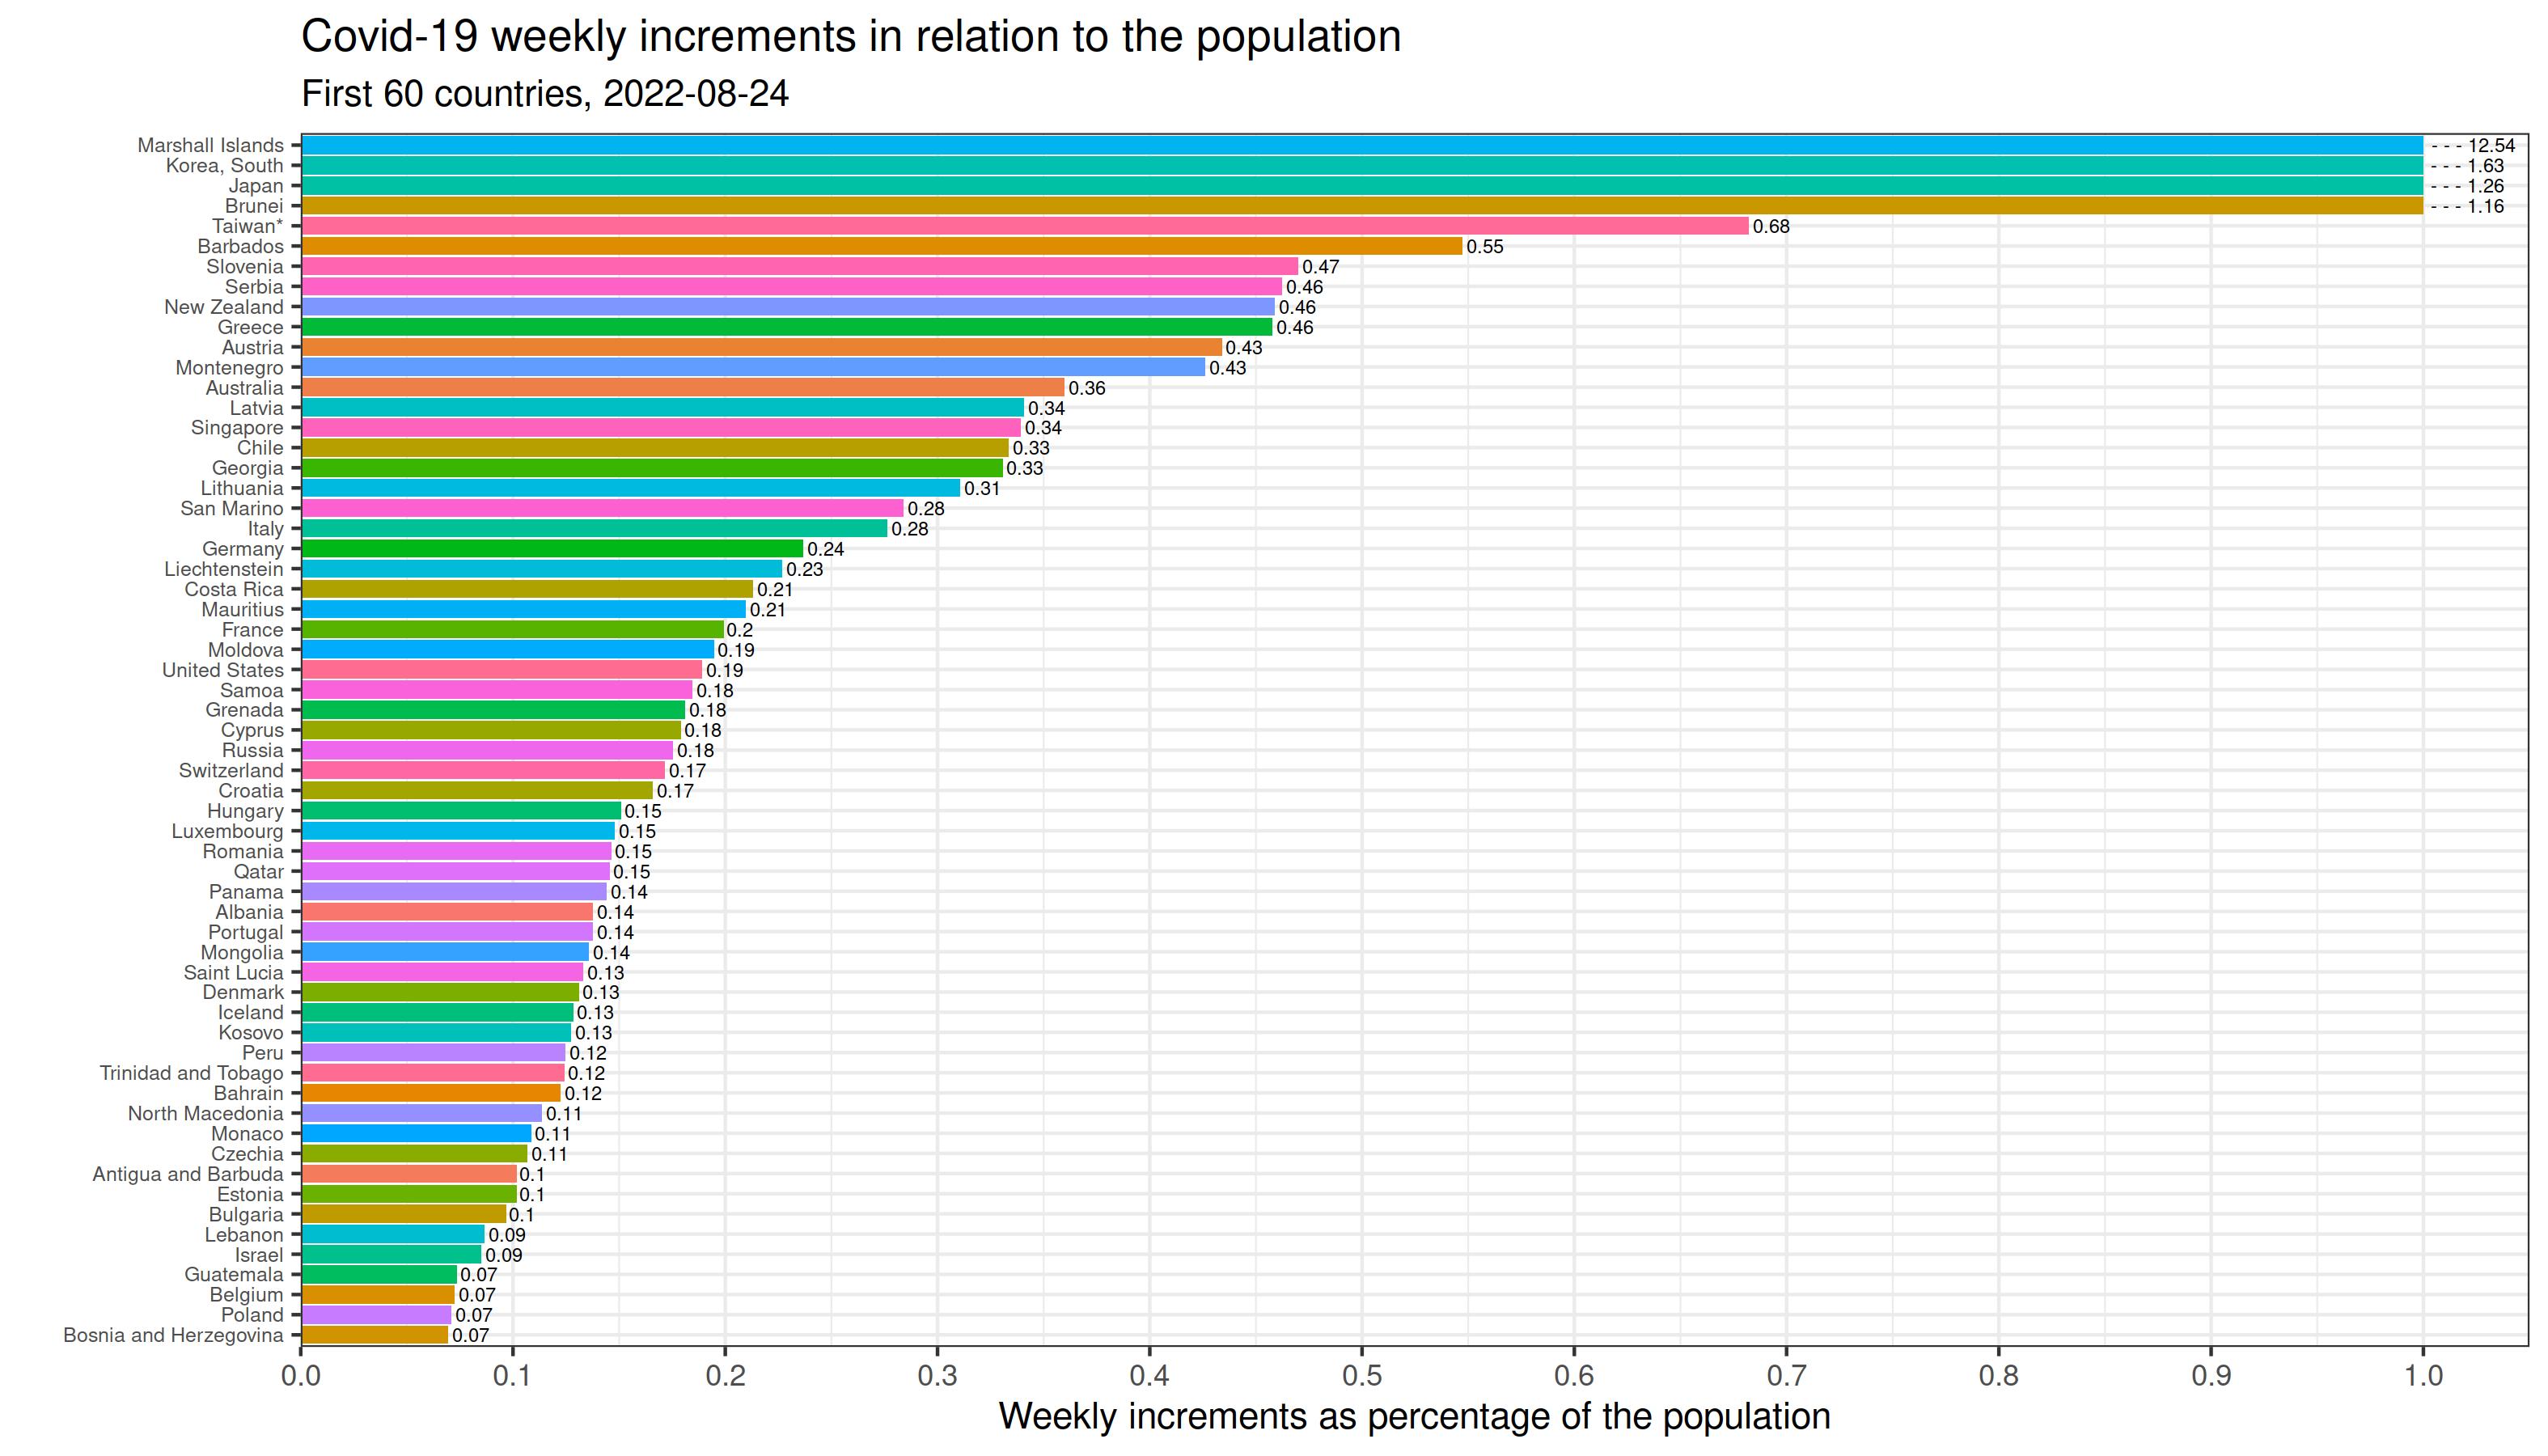 Covid-19 weekly increments in relation to the population
First 60 countries, 2022-08-24
Marshall Islands - - - 12.54
Korea, South - - - 1.63
Japan - - - 1.26
Brunei - - - 1.16
Taiwan* 0.68
Barbados 0.55
Slovenia 0.47
Serbia 0.46
New Zealand 0.46
Greece 0.46
Austria 0.43
Montenegro 0.43
Australia 0.36
Latvia 0.34
Singapore 0.34
Chile 0.33
Georgia 0.33
Lithuania 0.31
San Marino 0.28
Italy 0.28
Germany 0.24
Liechtenstein 0.23
Costa Rica 0.21
Mauritius 0.21
France 0.2
Moldova 0.19
United States 0.19
Samoa 0.18
Grenada 0.18
Cyprus 0.18
Russia 0.18
Switzerland 0.17
Croatia 0.17
Hungary 0.15
Luxembourg 0.15
Romania 0.15
Qatar 0.15
Panama 0.14
Albania 0.14
Portugal 0.14
Mongolia 0.14
Saint Lucia 0.13
Denmark 0.13
Iceland 0.13
Kosovo 0.13
Peru 0.12
Trinidad and Tobago 0.12
Bahrain 0.12
North Macedonia 0.11
Monaco 0.11
Czechia 0.11
Antigua and Barbuda 0.1
Estonia 0.1
Bulgaria 0.1
Lebanon 0.09
Israel 0.09
Guatemala 0.07
Belgium 0.07
Poland 0.07
Bosnia and Herzegovina 0.07
0.0 0.1 0.2 0.3 0.4 0.5 0.6 0.7 0.8 0.9 1.0
Weekly increments as percentage of the population